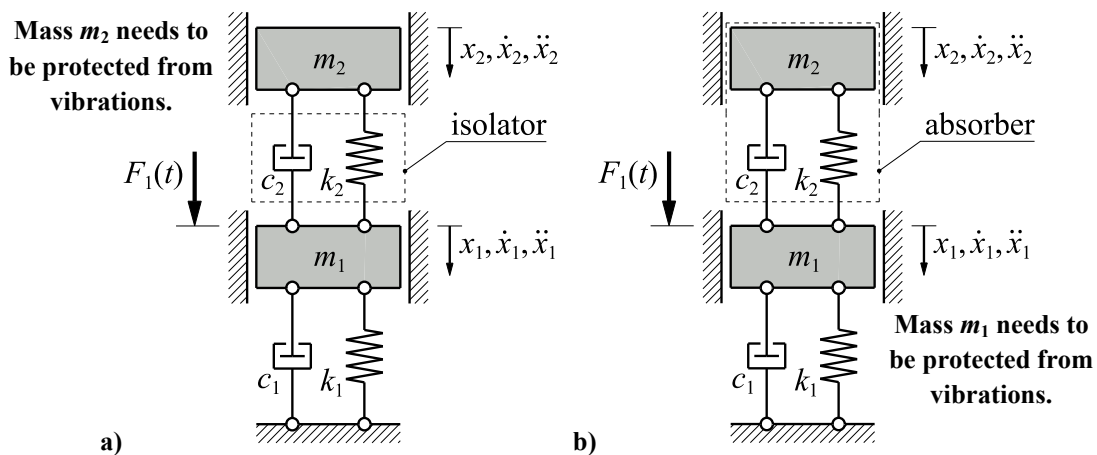 Mass m₂ needs to
be protected from
vibrations.
m₂
x₂, ẋ₂, ẍ₂
isolator
c₂
k₂
F₁(t)
m₁
x₁, ẋ₁, ẍ₁
c₁
k₁
a)
m₂
x₂, ẋ₂, ẍ₂
absorber
c₂
k₂
F₁(t)
m₁
x₁, ẋ₁, ẍ₁
Mass m₁ needs to
be protected from
vibrations.
c₁
k₁
b)